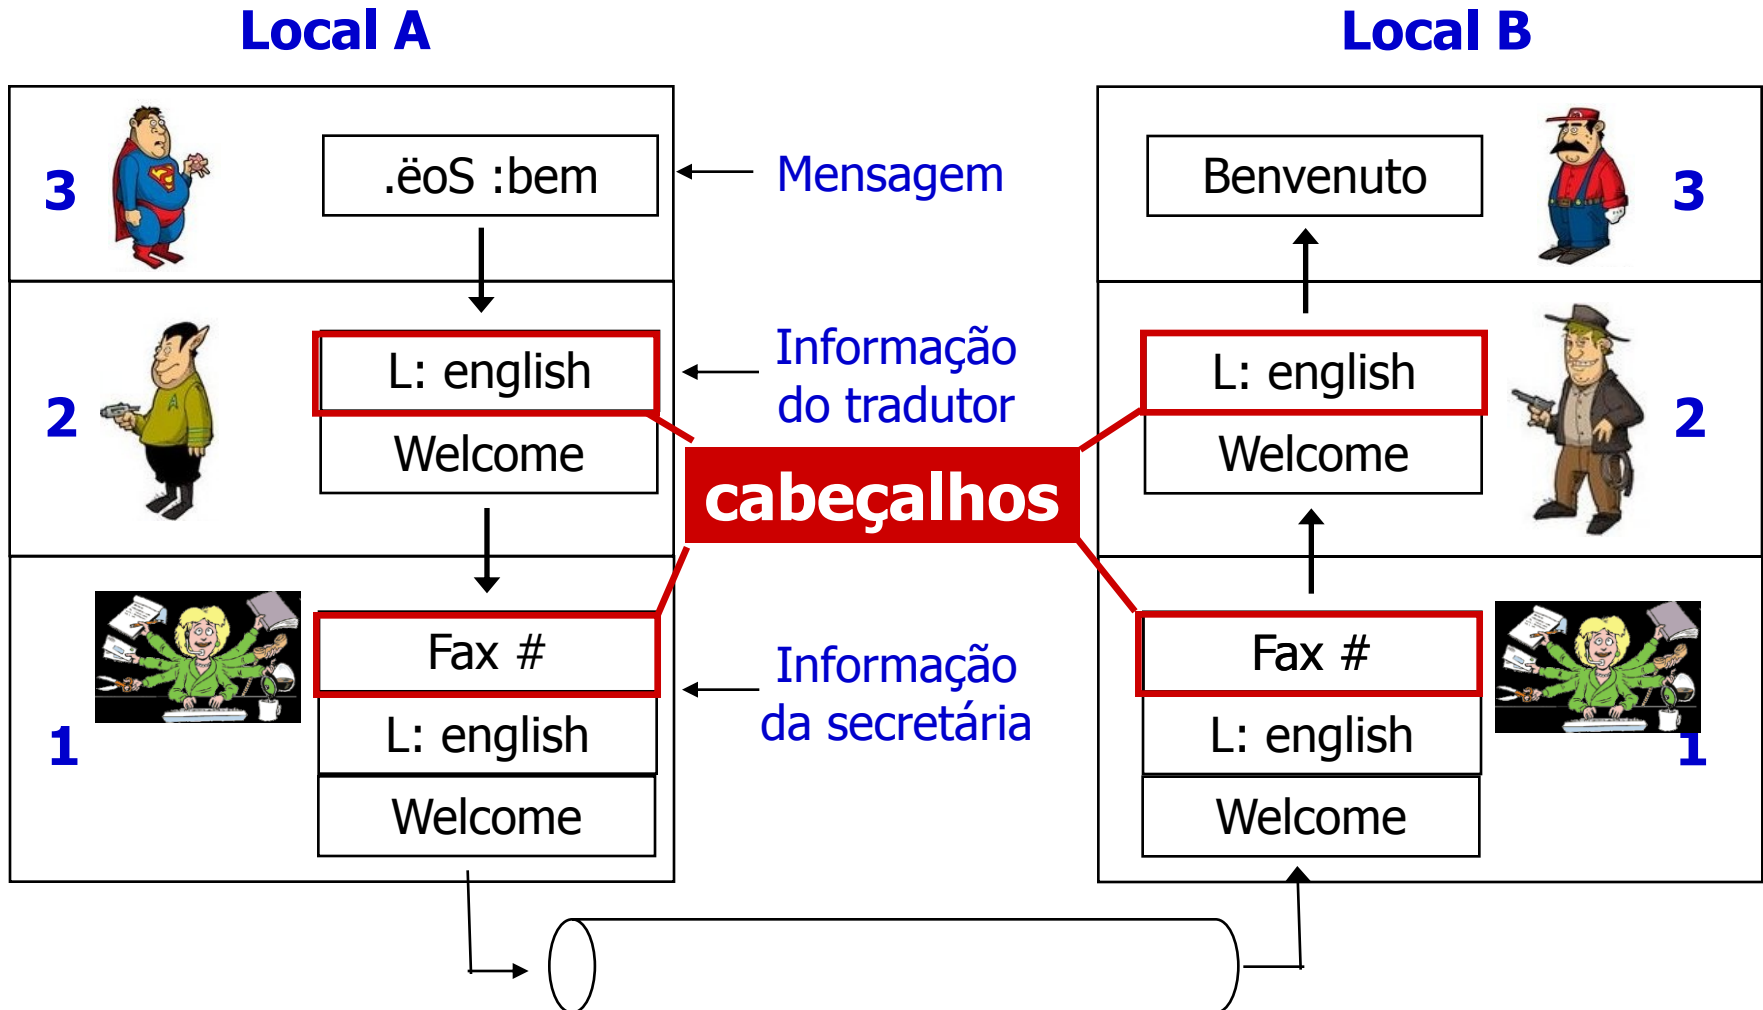 Local A
Local B
3
.ëoS :bem
Mensagem
Benvenuto
3
2
L: english
Welcome
Informação
do tradutor
cabeçalhos
L: english
Welcome
2
1
Fax #
L: english
Welcome
Informação
da secretária
Fax #
L: english
Welcome
1